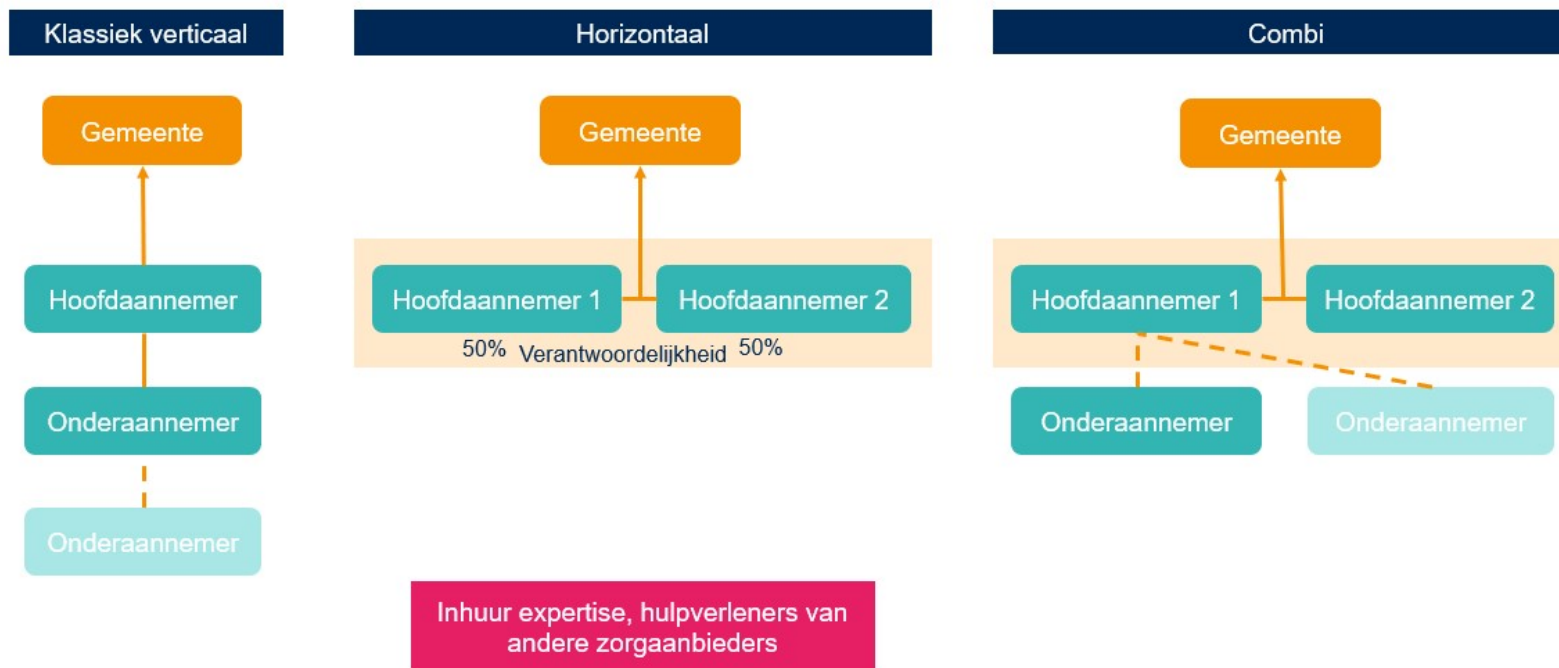 Klassiek verticaal
Gemeente
Hoofdaannemer
Onderaannemer
Onderaannemer
Horizontaal
Gemeente
Hoofdaannemer 1
Hoofdaannemer 2
50% Verantwoordelijkheid 50%
Inhuur expertise, hulpverleners van
andere zorgaanbieders
Combi
Gemeente
Hoofdaannemer 1
Hoofdaannemer 2
Onderaannemer
Onderaannemer